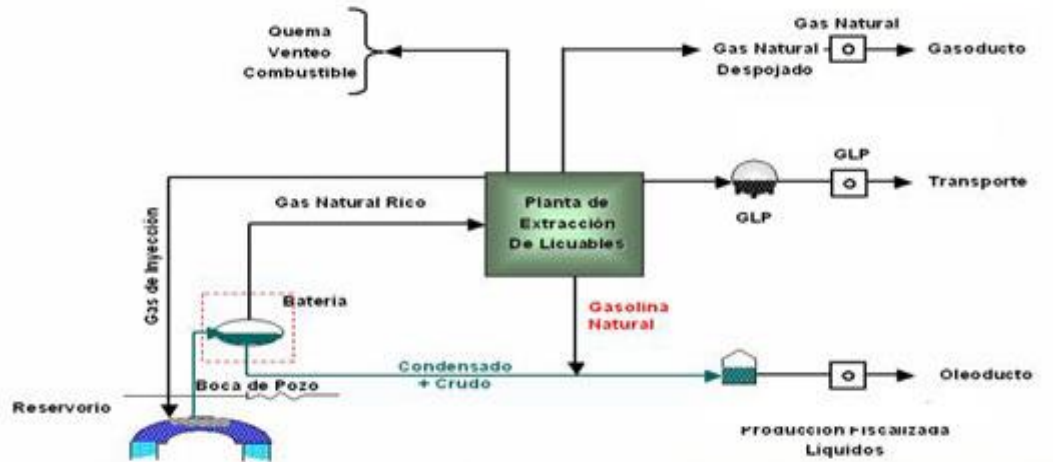 Quema
Venteo
Combustible
Gas Natural
Gas Natural
Despojado
Gasoducto
GLP
GLP
Transporte
Planta de
Extracción
De Licuables
Gas Natural Rico
Gas de Inyección
Batería
Gasolina
Natural
Condensado
+ Crudo
Boca de Pozo
Reservorio
Oleoducto
Producción Fiscalizada
Líquidos